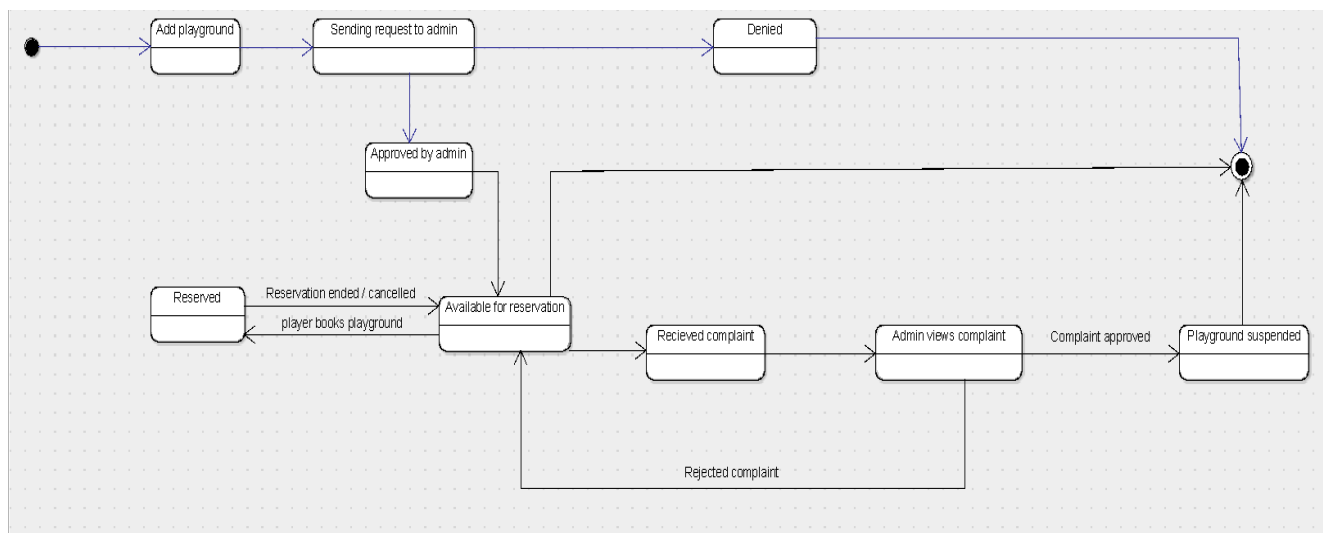 Add playground
Sending request to admin
Denied
Approved by admin
Reserved
Reservation ended / cancelled
player books playground
Available for reservation
Recieved complaint
Admin views complaint
Complaint approved
Playground suspended
Rejected complaint